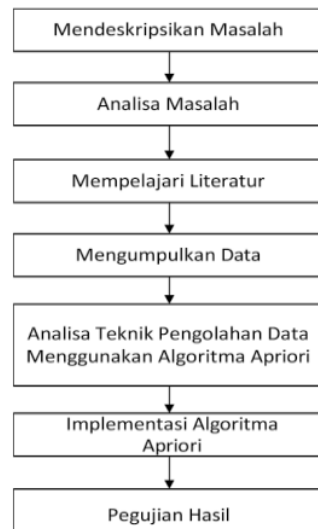 Mendeskripsikan Masalah
Analisa Masalah
Mempelajari Literatur
Mengumpulkan Data
Analisa Teknik Pengolahan Data
Menggunakan Algoritma Apriori
Implementasi Algoritma
Apriori
Pegujian Hasil